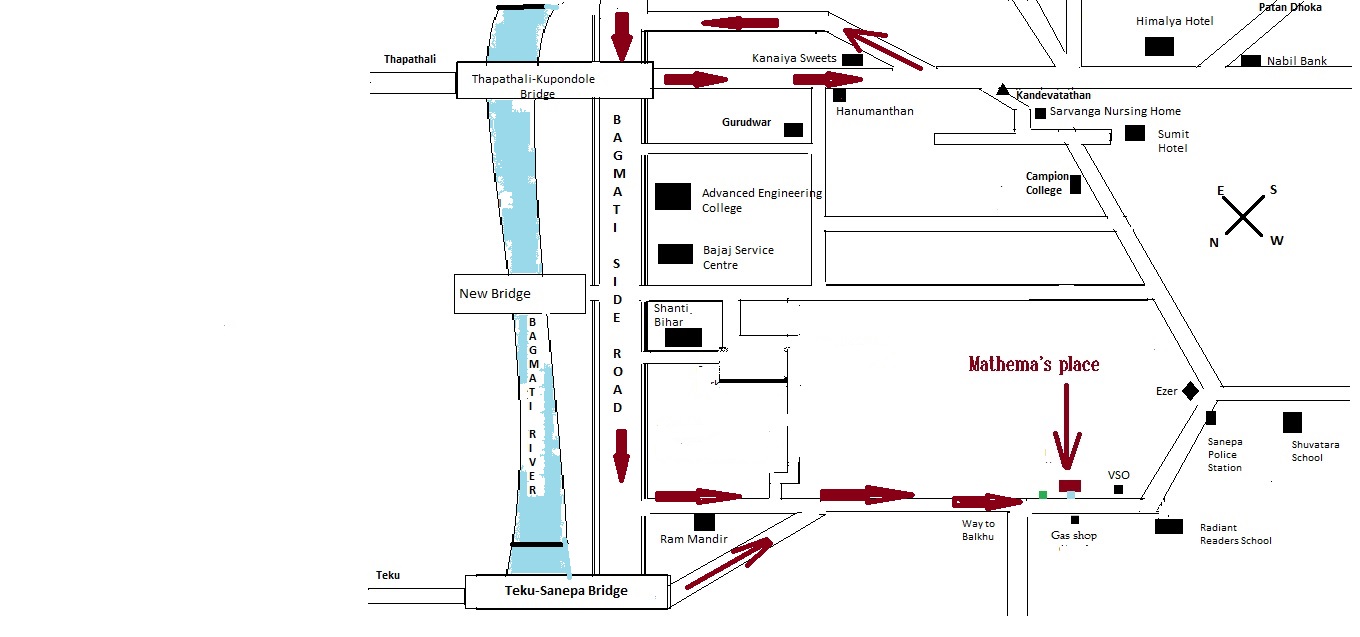 Patan Dhoka
Himalya Hotel
Thapathali
Kanaiya Sweets
Nabil Bank
Thapathali-Kupondole
Bridge
Kandevatathan
Hanumanthan
Sarvanga Nursing Home
Gurudwar
Sumit
Hotel
BAGMATI SIDE ROAD
Campion
College
Advanced Engineering
College
E
S
N
W
Bajaj Service
Centre
New Bridge
Shanti
Bihar
BAGMATI RIVER
Mathema's place
Ezer
Sanepa
Police
Station
Shuvatara
School
VSO
Way to
Balkhu
Gas shop
Radiant
Readers School
Ram Mandir
Teku
Teku-Sanepa Bridge